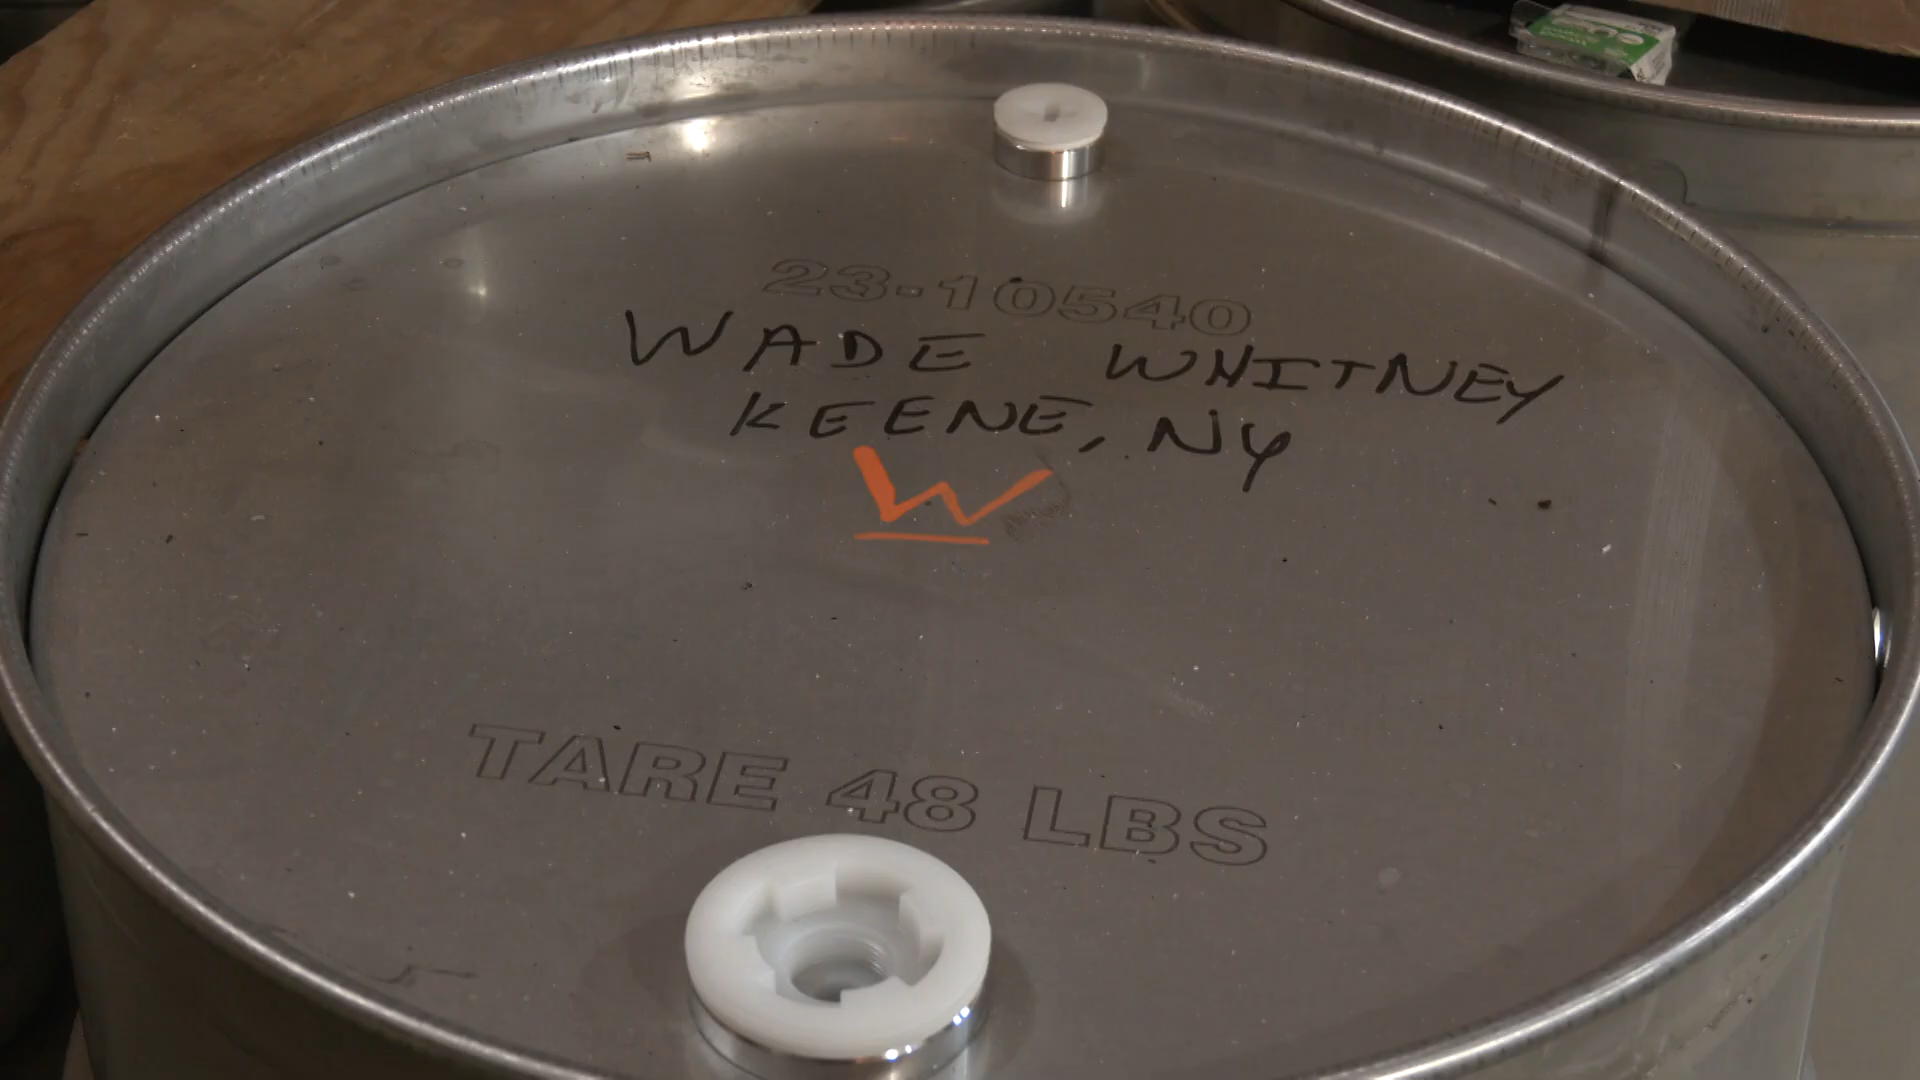 23-10540
WADE WHITNEY
KEENE, NY
W
TARE 48 LBS